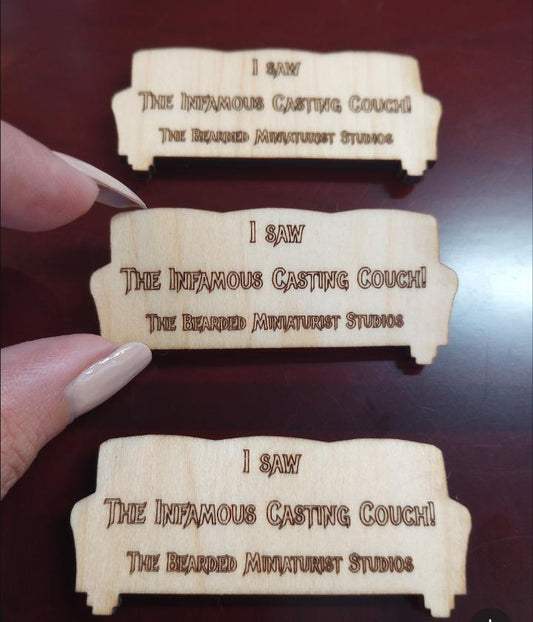 I SAW
THE INFAMOUS CASTING COUCH!
THE BEARDED MINIATURIST STUDIOS
I SAW
THE INFAMOUS CASTING COUCH!
THE BEARDED MINIATURIST STUDIOS
I SAW
THE INFAMOUS CASTING COUCH!
THE BEARDED MINIATURIST STUDIOS